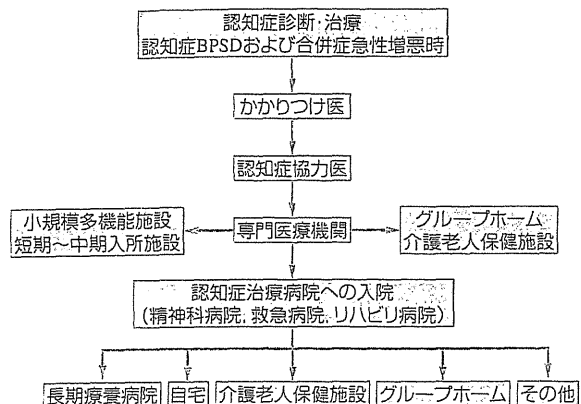 認知症診断・治療
認知症BPSDおよび合併症急性増悪時
かかりつけ医
認知症協力医
小規模多機能施設
短期～中期入所施設
専門医療機関
グループホーム
介護老人保健施設
認知症治療病院への入院
(精神科病院, 救急病院, リハビリ病院)
長期療養病院
自宅
介護老人保健施設
グループホーム
その他